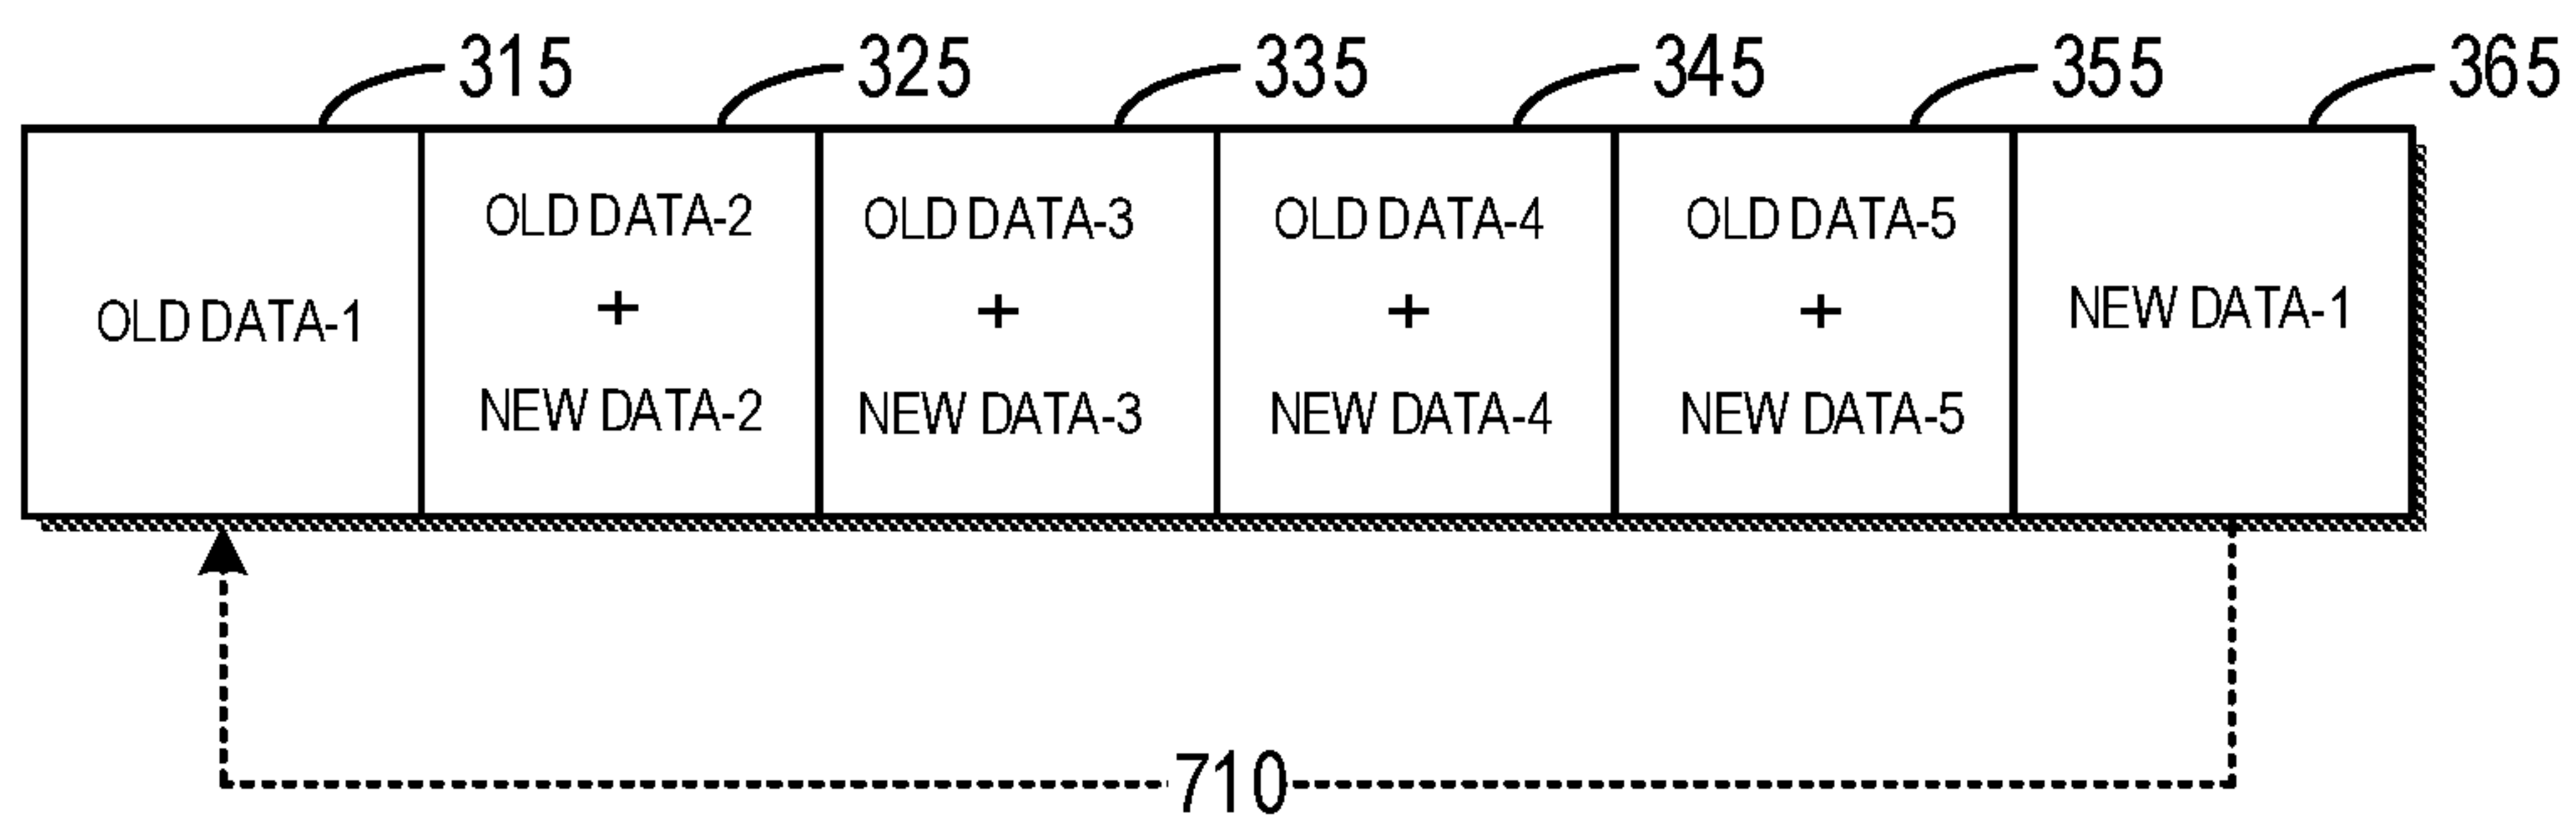 315 325 335 345 355 365
OLD DATA-1
OLD DATA-2
+
NEW DATA-2
OLD DATA-3
+
NEW DATA-3
OLD DATA-4
+
NEW DATA-4
OLD DATA-5
+
NEW DATA-5
NEW DATA-1
710